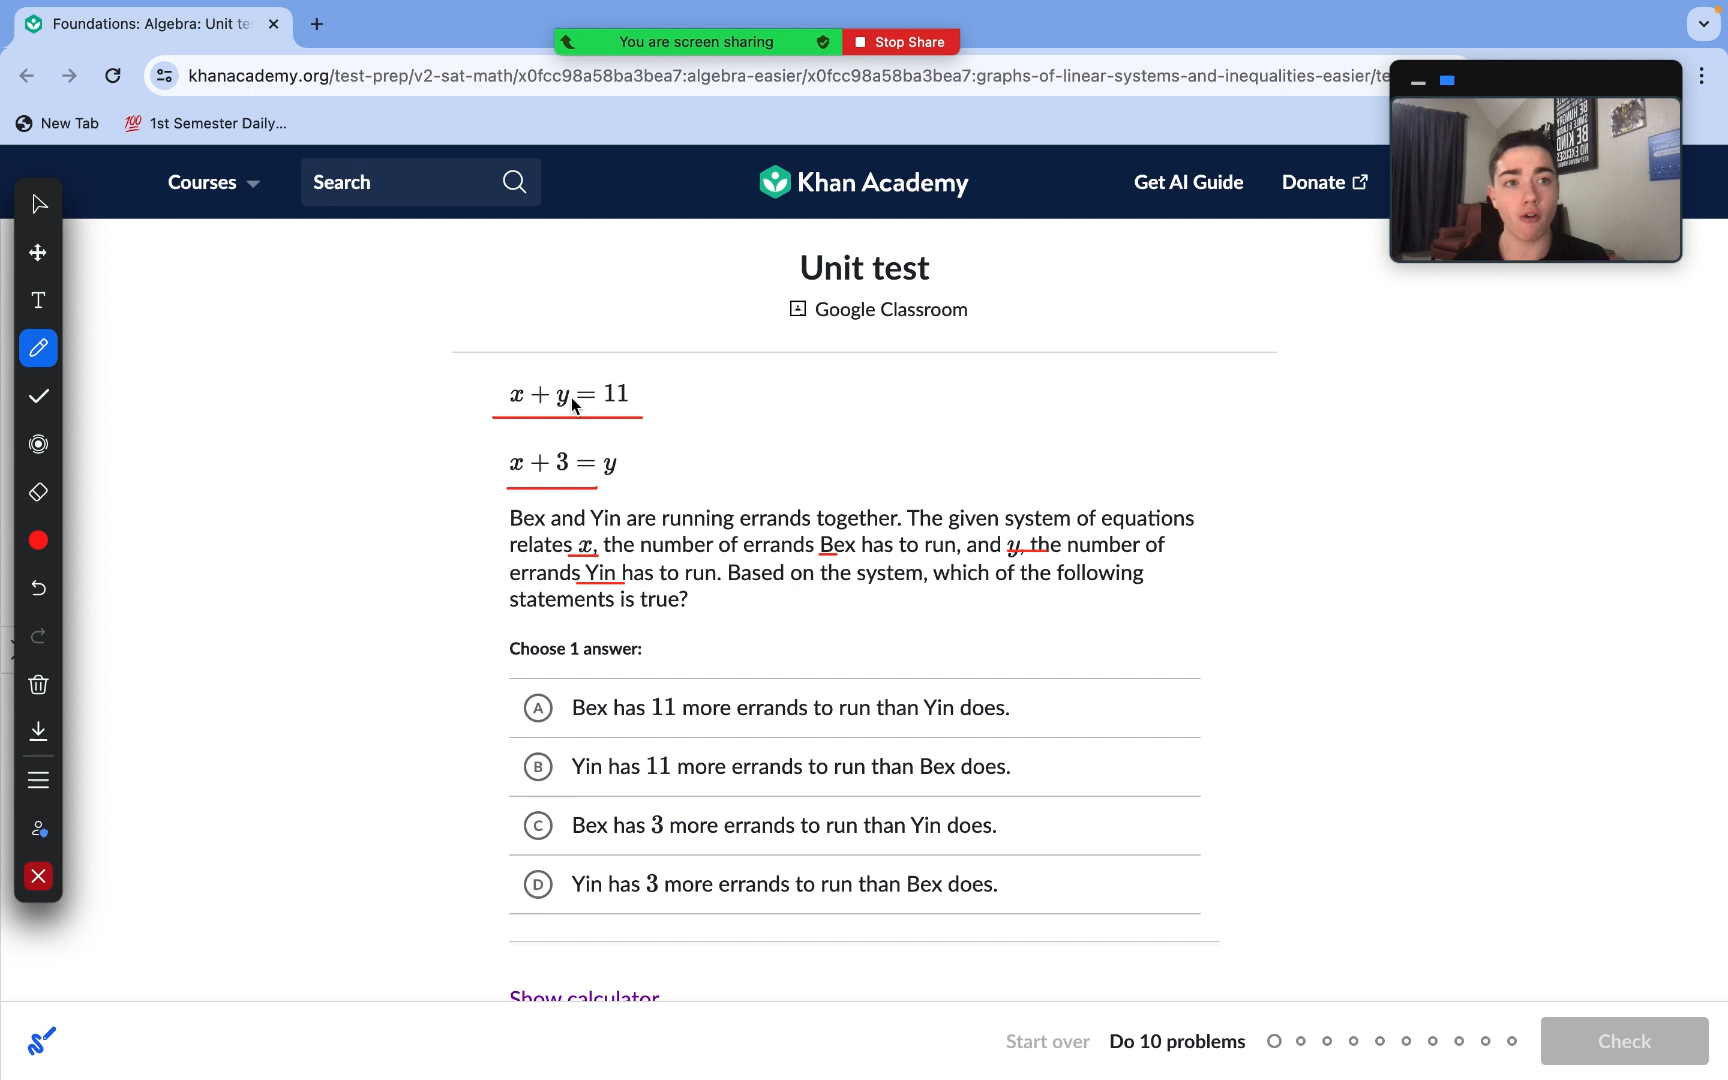 Foundations: Algebra: Unit te
You are screen sharing
Stop Share
khanacademy.org/test-prep/v2-sat-math/x0fcc98a58ba3bea7:algebra-easier/x0fcc98a58ba3bea7:graphs-of-linear-systems-and-inequalities-easier/te
New Tab
1st Semester Daily...
Courses
Search
Khan Academy
Get AI Guide
Donate
BE KIND
Unit test
Google Classroom
x + y = 11
x + 3 = y
Bex and Yin are running errands together. The given system of equations
relates x, the number of errands Bex has to run, and y, the number of
errands Yin has to run. Based on the system, which of the following
statements is true?
Choose 1 answer:
A Bex has 11 more errands to run than Yin does.
B Yin has 11 more errands to run than Bex does.
C Bex has 3 more errands to run than Yin does.
D Yin has 3 more errands to run than Bex does.
Show calculator
Start over
Do 10 problems
Check